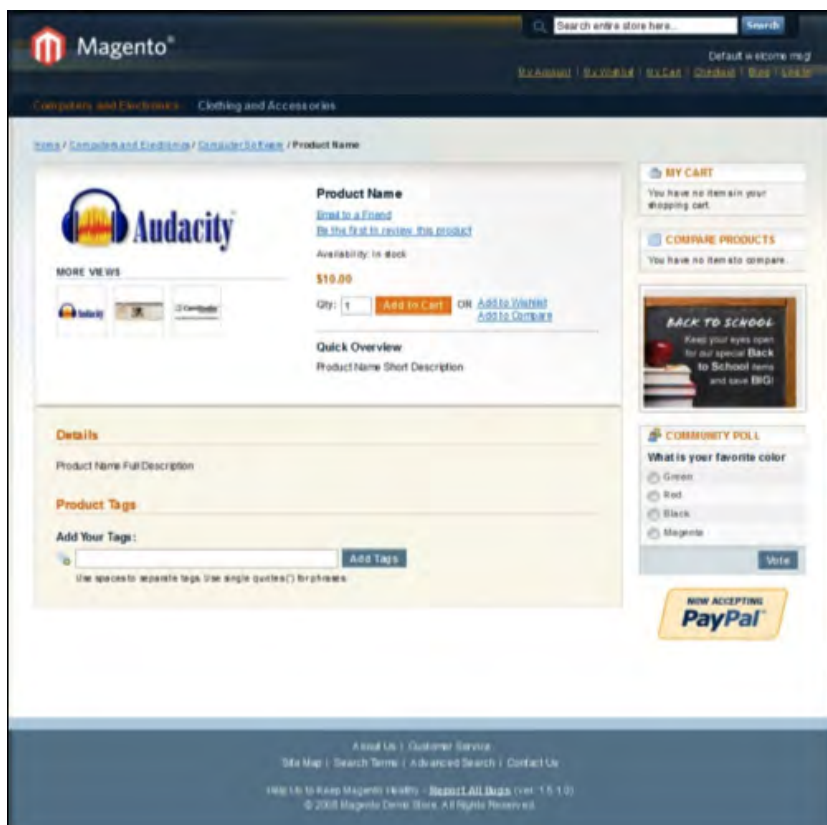 Magento®
Search entire store here...
Search
Default welcome msg
My Account | My Wishlist | My Cart | Checkout | Blog | Log In
Computers and Electronics
Clothing and Accessories
Home / Computers and Electronics / Computer Software / Product Name
Audacity
MORE VIEWS
Audacity
Product Name
Email to a Friend
Be the first to review this product
Availability: In stock
$10.00
Qty: 1 Add to Cart OR Add to Wishlist
Add to Compare
Quick Overview
Product Name Short Description
Details
Product Name Full Description
Product Tags
Add Your Tags:
Add Tags
Use spaces to separate tags. Use single quotes (') for phrases.
MY CART
You have no items in your
shopping cart.
COMPARE PRODUCTS
You have no items to compare.
BACK TO SCHOOL
Keep your eyes open
for our special Back
to School items
and save BIG!
COMMUNITY POLL
What is your favorite color
Green
Red
Black
Magenta
Vote
NOW ACCEPTING
PayPal
About Us | Customer Service
Site Map | Search Terms | Advanced Search | Contact Us
Help Us to Keep Magento Healthy - Report All Bugs (ver. 1.5.1.0)
© 2008 Magento Demo Store. All Rights Reserved.